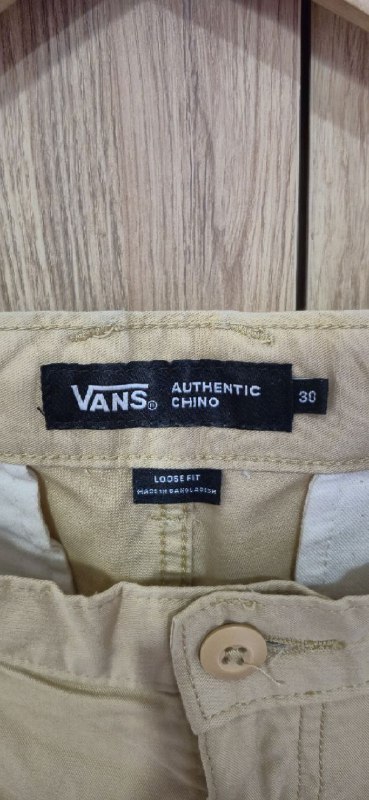 VANS® AUTHENTIC
CHINO
30
LOOSE FIT
MADE IN BANGLADESH